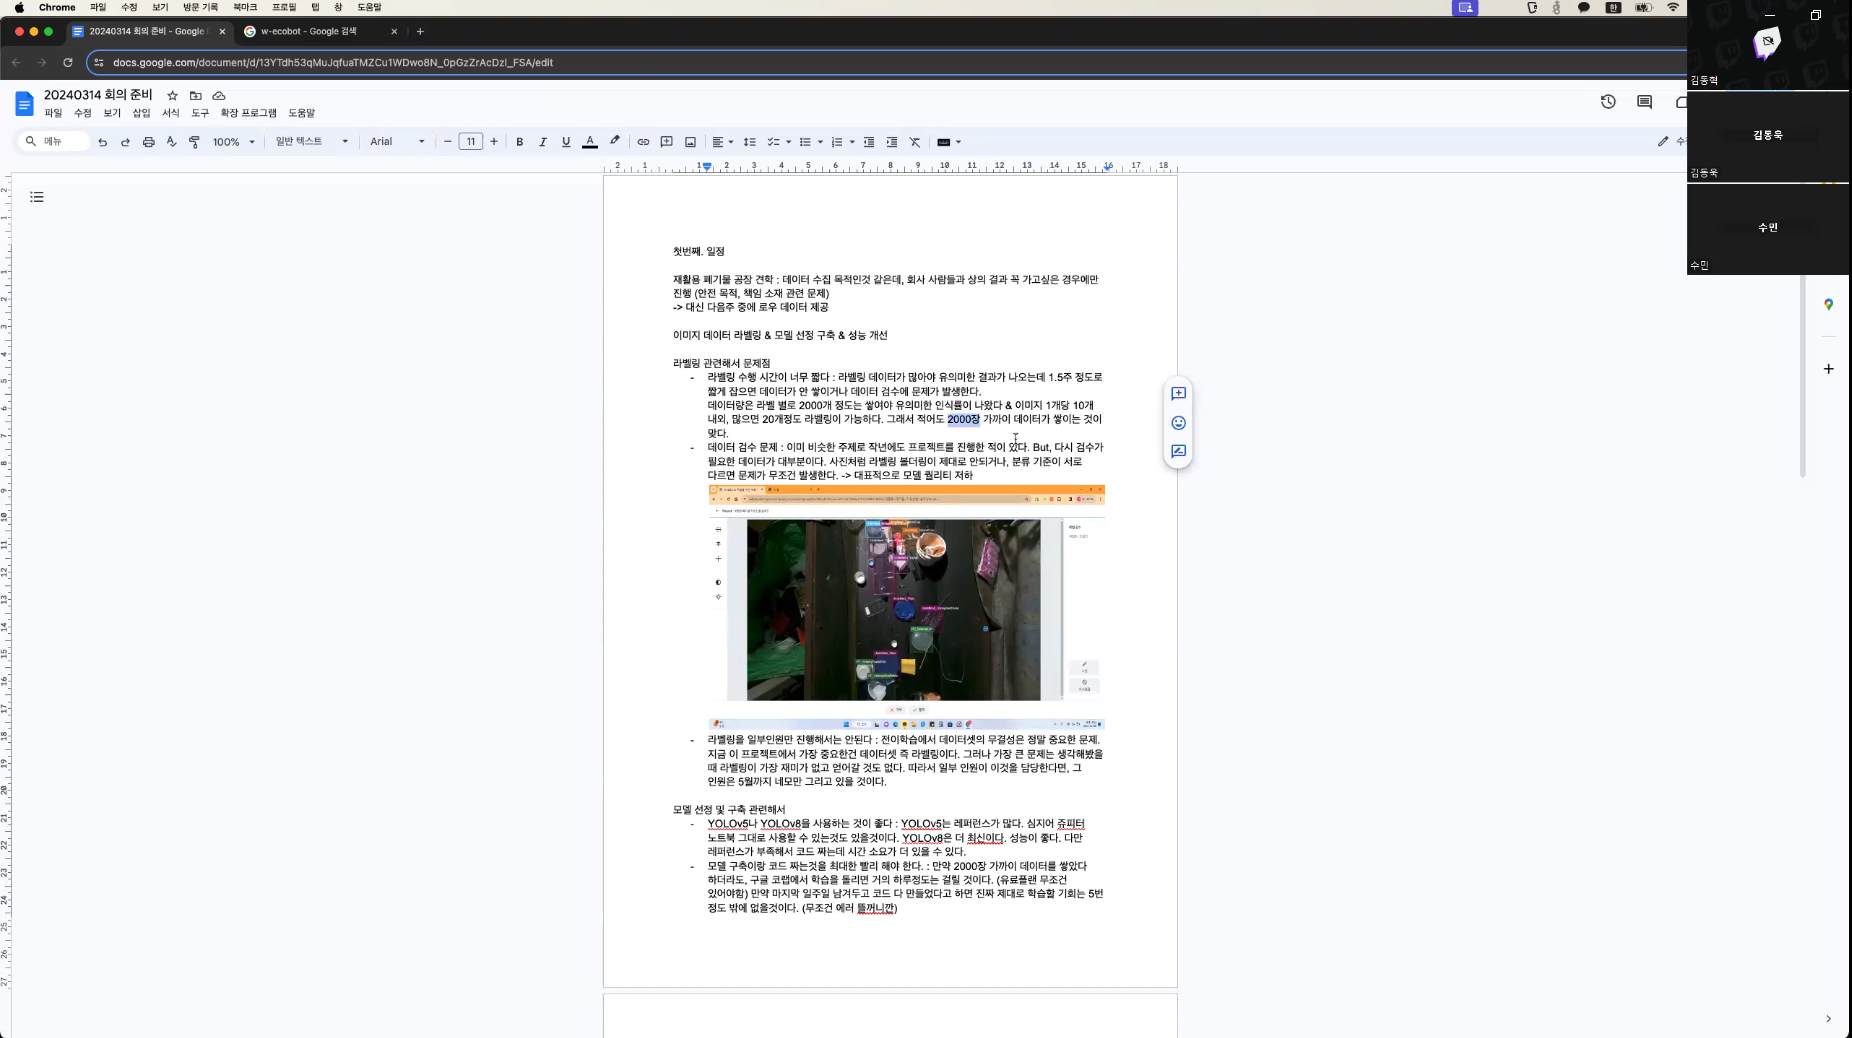 Chrome 파일 수정 보기 방문 기록 북마크 프로필 탭 창 도움말
20240314 회의 준비 - Google
w-ecobot - Google 검색
docs.google.com/document/d/13YTdh53qMuJqfuaTMZCu1WDwo8N_0pGzZrAcDzI_FSA/edit
20240314 회의 준비
파일 수정 보기 삽입 서식 도구 확장 프로그램 도움말
메뉴 100% 일반 텍스트 Arial 11
2 1 1 2 3 4 5 6 7 8 9 10 11 12 13 14 15 16 17 18
첫번째. 일정
재활용 폐기물 공장 견학 : 데이터 수집 목적인것 같은데, 회사 사람들과 상의 결과 꼭 가고싶은 경우에만
진행 (안전 목적, 책임 소재 관련 문제)
-> 대신 다음주 중에 로우 데이터 제공
이미지 데이터 라벨링 & 모델 선정 구축 & 성능 개선
라벨링 관련해서 문제점
- 라벨링 수행 시간이 너무 짧다 : 라벨링 데이터가 많아야 유의미한 결과가 나오는데 1.5주 정도로
짧게 잡으면 데이터가 안 쌓이거나 데이터 검수에 문제가 발생한다.
데이터량은 라벨 별로 2000개 정도는 쌓여야 유의미한 인식률이 나왔다 & 이미지 1개당 10개
내외, 많으면 20개정도 라벨링이 가능하다. 그래서 적어도 2000장 가까이 데이터가 쌓이는 것이
맞다.
- 데이터 검수 문제 : 이미 비슷한 주제로 작년에도 프로젝트를 진행한 적이 있다. But, 다시 검수가
필요한 데이터가 대부분이다. 사진처럼 라벨링 볼더링이 제대로 안되거나, 분류 기준이 서로
다르면 문제가 무조건 발생한다. -> 대표적으로 모델 퀄리티 저하
- 라벨링을 일부인원만 진행해서는 안된다 : 전이학습에서 데이터셋의 무결성은 정말 중요한 문제.
지금 이 프로젝트에서 가장 중요한건 데이터셋 즉 라벨링이다. 그러나 가장 큰 문제는 생각해봤을
때 라벨링이 가장 재미가 없고 얻어갈 것도 없다. 따라서 일부 인원이 이것을 담당한다면, 그
인원은 5월까지 네모만 그리고 있을 것이다.
모델 선정 및 구축 관련해서
- YOLOv5나 YOLOv8을 사용하는 것이 좋다 : YOLOv5는 레퍼런스가 많다. 심지어 쥬피터
노트북 그대로 사용할 수 있는것도 있을것이다. YOLOv8은 더 최신이다. 성능이 좋다. 다만
레퍼런스가 부족해서 코드 짜는데 시간 소요가 더 있을 수 있다.
- 모델 구축이랑 코드 짜는것을 최대한 빨리 해야 한다. : 만약 2000장 가까이 데이터를 쌓았다
하더라도, 구글 코랩에서 학습을 돌리면 거의 하루정도는 걸릴 것이다. (유료플랜 무조건
있어야함) 만약 마지막 일주일 남겨두고 코드 다 만들었다고 하면 진짜 제대로 학습할 기회는 5번
정도 밖에 없을것이다. (무조건 에러 뜰꺼니깐)
김동혁
김동욱
김동욱
수민
수민